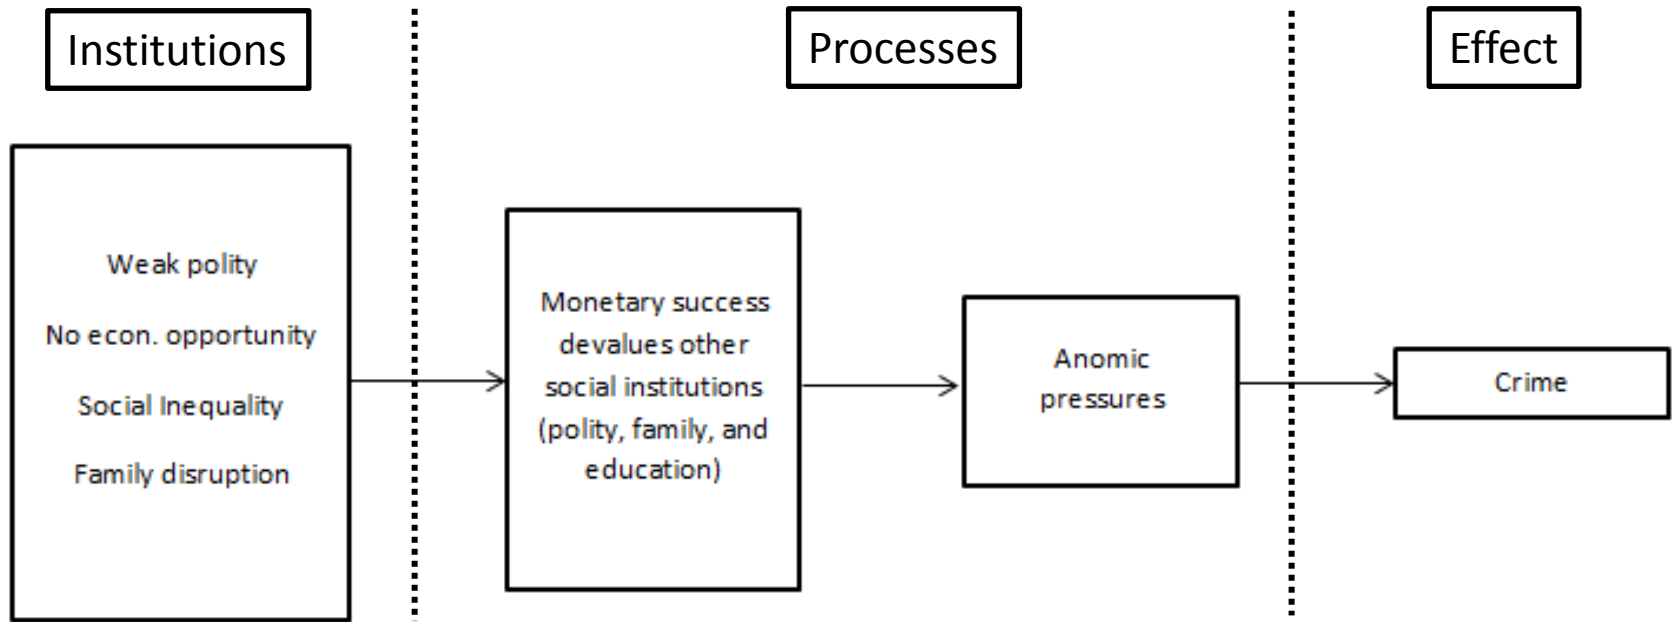 Institutions
Processes
Effect
Weak polity
No econ. opportunity
Social Inequality
Family disruption
Monetary success
devalues other
social institutions
(polity, family, and
education)
Anomic
pressures
Crime